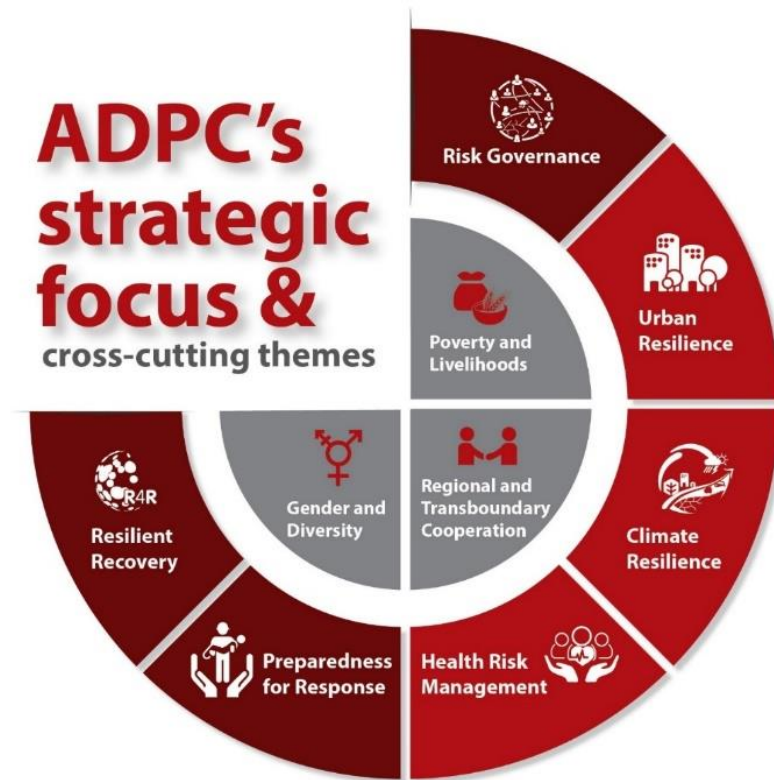 ADPC's
strategic
focus &
cross-cutting themes
Risk Governance
Urban
Resilience
Climate
Resilience
Health Risk
Management
Preparedness
for Response
R4R
Resilient
Recovery
Poverty and
Livelihoods
Regional and
Transboundary
Cooperation
Gender and
Diversity